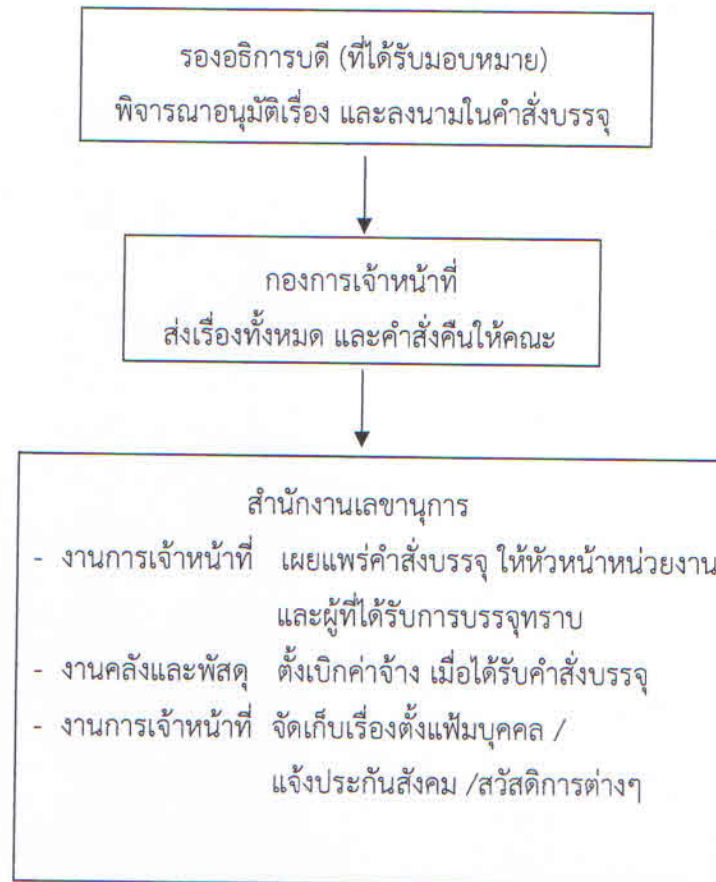 รองอธิการบดี (ที่ได้รับมอบหมาย)
พิจารณาอนุมัติเรื่อง และลงนามในคำสั่งบรรจุ
กองการเจ้าหน้าที่
ส่งเรื่องทั้งหมด และคำสั่งคืนให้คณะ
สำนักงานเลขานุการ
- งานการเจ้าหน้าที่ เผยแพร่คำสั่งบรรจุ ให้หัวหน้าหน่วยงาน
และผู้ที่ได้รับการบรรจุทราบ
- งานคลังและพัสดุ ตั้งเบิกค่าจ้าง เมื่อได้รับคำสั่งบรรจุ
- งานการเจ้าหน้าที่ จัดเก็บเรื่องตั้งแฟ้มบุคคล /
แจ้งประกันสังคม /สวัสดิการต่างๆ